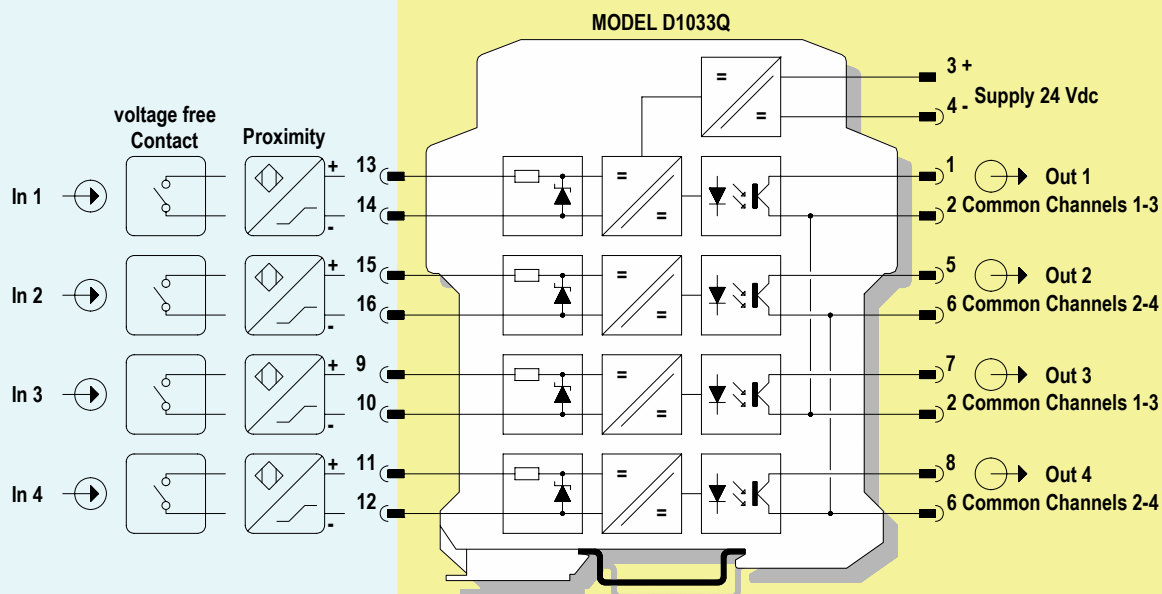 MODEL D1033Q
3 +
4 -
Supply 24 Vdc
voltage free
Contact
Proximity
In 1
+
13
14
-
1
Out 1
2 Common Channels 1-3
In 2
+
15
16
-
5
Out 2
6 Common Channels 2-4
In 3
+
9
10
-
7
Out 3
2 Common Channels 1-3
In 4
+
11
12
-
8
Out 4
6 Common Channels 2-4